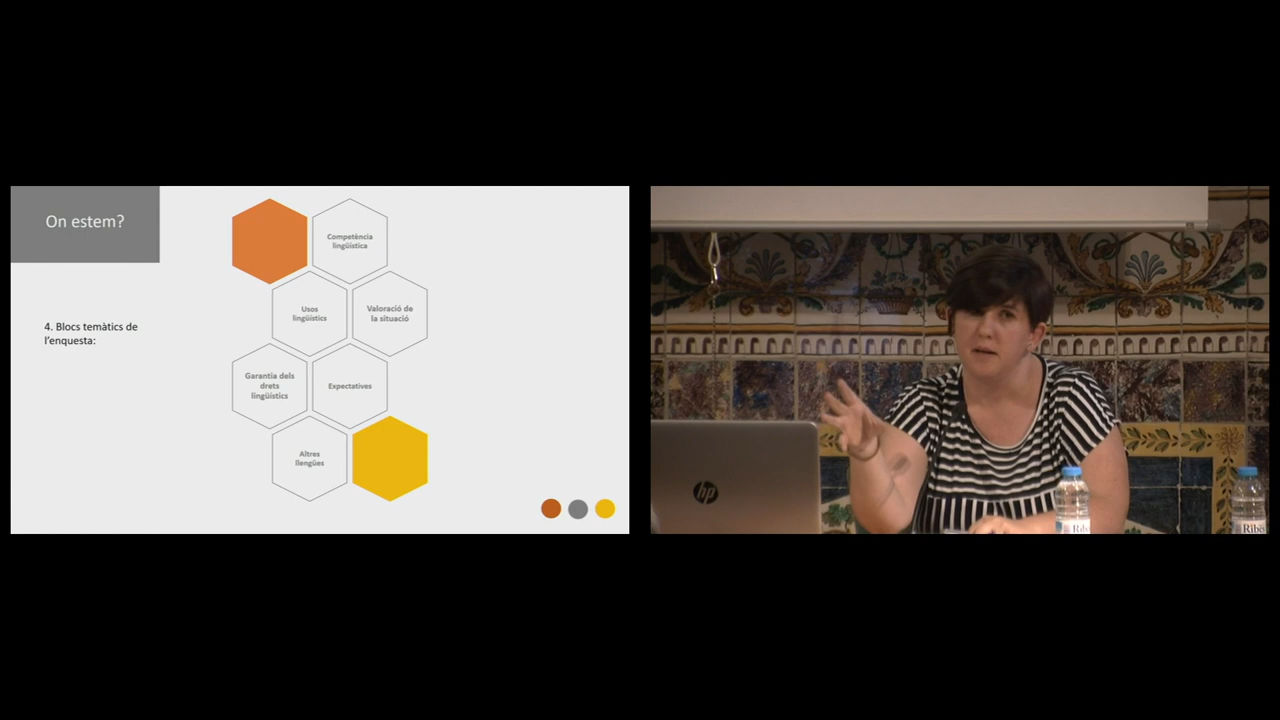 On estem?
4. Blocs temàtics de
l'enquesta:
Competència
lingüística
Usos
lingüístics
Valoració de
la situació
Garantia dels
drets
lingüístics
Expectatives
Altres
llengües
hp
Ribes